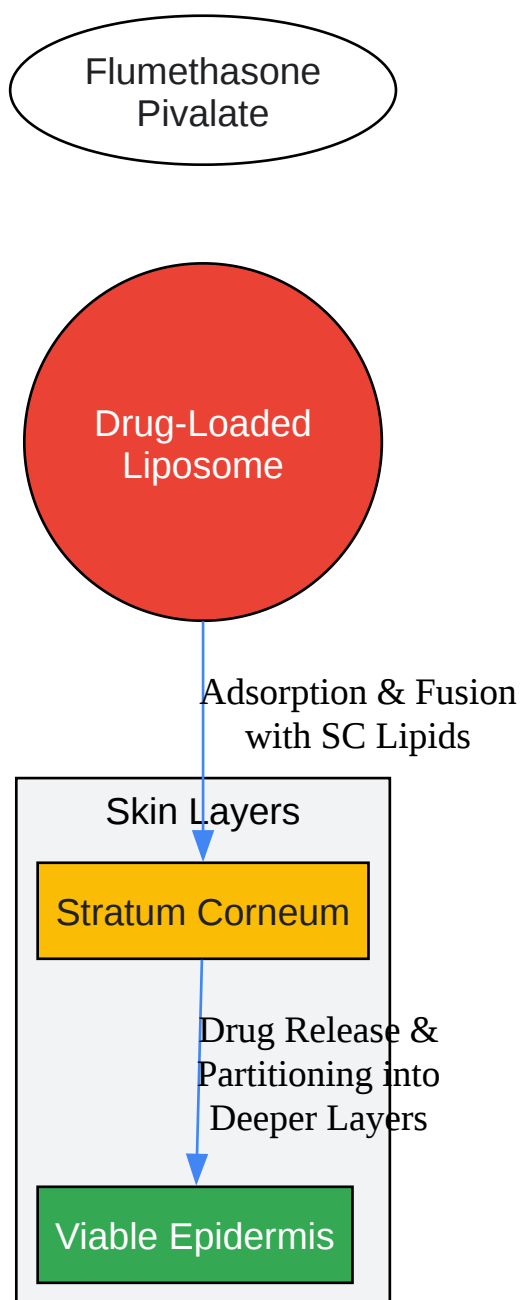 Flumethasone
Pivalate
Drug-Loaded
Liposome
Adsorption & Fusion
with SC Lipids
Skin Layers
Stratum Corneum
Drug Release &
Partitioning into
Deeper Layers
Viable Epidermis